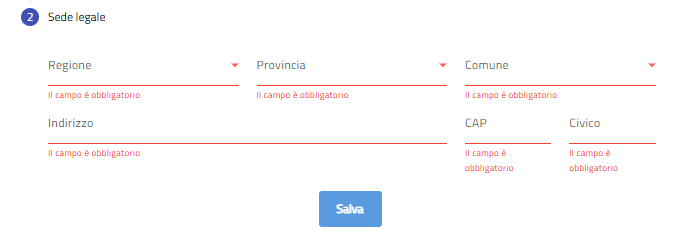 2 Sede legale
Regione Provincia Comune
Il campo è obbligatorio Il campo è obbligatorio Il campo è obbligatorio
Indirizzo CAP Civico
Il campo è obbligatorio Il campo è obbligatorio Il campo è obbligatorio
Salva